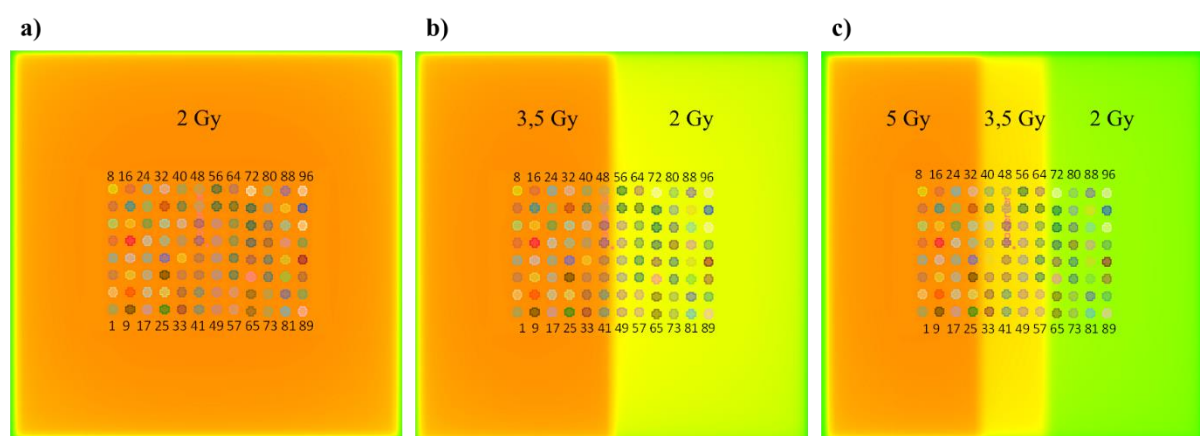 a)
2 Gy
8 16 24 32 40 48 56 64 72 80 88 96
1 9 17 25 33 41 49 57 65 73 81 89
b)
3,5 Gy 2 Gy
8 16 24 32 40 48 56 64 72 80 88 96
1 9 17 25 33 41 49 57 65 73 81 89
c)
5 Gy 3,5 Gy 2 Gy
8 16 24 32 40 48 56 64 72 80 88 96
1 9 17 25 33 41 49 57 65 73 81 89